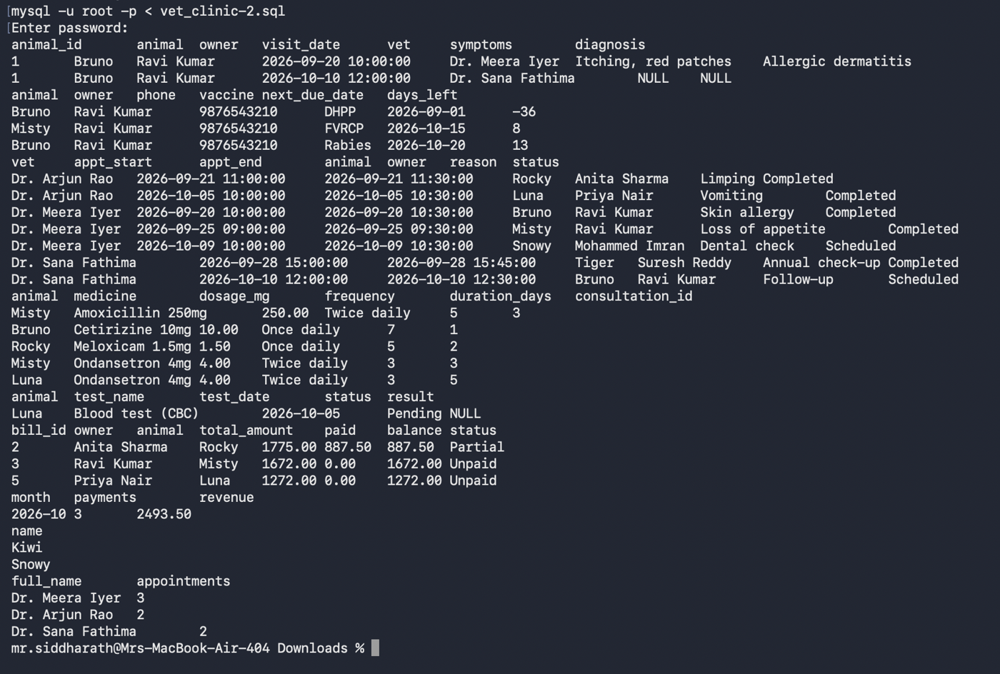 [mysql -u root -p < vet_clinic-2.sql
[Enter password:
animal_id	animal	owner	visit_date	vet	symptoms	diagnosis
1	Bruno	Ravi Kumar	2026-09-20 10:00:00	Dr. Meera Iyer	Itching, red patches	Allergic dermatitis
1	Bruno	Ravi Kumar	2026-10-10 12:00:00	Dr. Sana Fathima	NULL	NULL
animal	owner	phone	vaccine	next_due_date	days_left
Bruno	Ravi Kumar	9876543210	DHPP	2026-09-01	-36
Misty	Ravi Kumar	9876543210	FVRCP	2026-10-15	8
Bruno	Ravi Kumar	9876543210	Rabies	2026-10-20	13
vet	appt_start	appt_end	animal	owner	reason	status
Dr. Arjun Rao	2026-09-21 11:00:00	2026-09-21 11:30:00	Rocky	Anita Sharma	Limping	Completed
Dr. Arjun Rao	2026-10-05 10:00:00	2026-10-05 10:30:00	Luna	Priya Nair	Vomiting	Completed
Dr. Meera Iyer	2026-09-20 10:00:00	2026-09-20 10:30:00	Bruno	Ravi Kumar	Skin allergy	Completed
Dr. Meera Iyer	2026-09-25 09:00:00	2026-09-25 09:30:00	Misty	Ravi Kumar	Loss of appetite	Completed
Dr. Meera Iyer	2026-10-09 10:00:00	2026-10-09 10:30:00	Snowy	Mohammed Imran	Dental check	Scheduled
Dr. Sana Fathima	2026-09-28 15:00:00	2026-09-28 15:45:00	Tiger	Suresh Reddy	Annual check-up	Completed
Dr. Sana Fathima	2026-10-10 12:00:00	2026-10-10 12:30:00	Bruno	Ravi Kumar	Follow-up	Scheduled
animal	medicine	dosage_mg	frequency	duration_days	consultation_id
Misty	Amoxicillin 250mg	250.00	Twice daily	5	3
Bruno	Cetirizine 10mg	10.00	Once daily	7	1
Rocky	Meloxicam 1.5mg	1.50	Once daily	5	2
Misty	Ondansetron 4mg	4.00	Twice daily	3	3
Luna	Ondansetron 4mg	4.00	Twice daily	3	5
animal	test_name	test_date	status	result
Luna	Blood test (CBC)	2026-10-05	Pending	NULL
bill_id	owner	animal	total_amount	paid	balance	status
2	Anita Sharma	Rocky	1775.00	887.50	887.50	Partial
3	Ravi Kumar	Misty	1672.00	0.00	1672.00	Unpaid
5	Priya Nair	Luna	1272.00	0.00	1272.00	Unpaid
month	payments	revenue
2026-10	3	2493.50
name
Kiwi
Snowy
full_name	appointments
Dr. Meera Iyer	3
Dr. Arjun Rao	2
Dr. Sana Fathima	2
mr.siddharath@Mrs-MacBook-Air-404 Downloads %